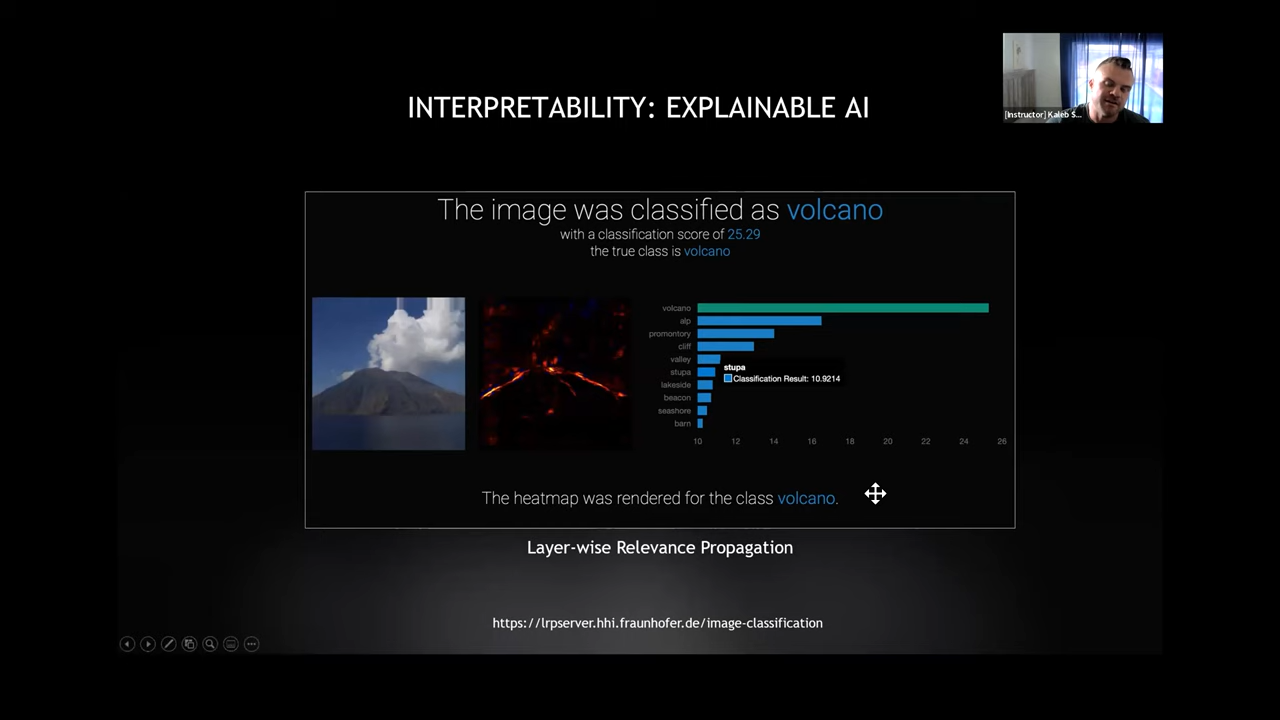 INTERPRETABILITY: EXPLAINABLE AI
[Instructor] Kaleb S...
The image was classified as volcano
with a classification score of 25.29
the true class is volcano
volcano
alp
promontory
cliff
valley
stupa
lakeside
beacon
seashore
barn
stupa
Classification Result: 10.9214
10 12 14 16 18 20 22 24 26
The heatmap was rendered for the class volcano.
Layer-wise Relevance Propagation
https://lrpserver.hhi.fraunhofer.de/image-classification